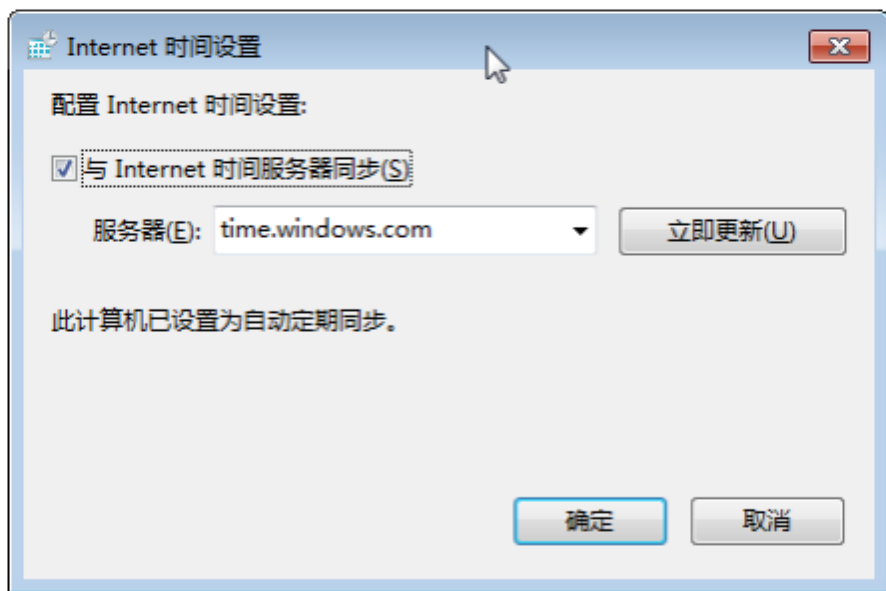 Internet 时间设置
配置 Internet 时间设置:
与 Internet 时间服务器同步(S)
服务器(E): time.windows.com 立即更新(U)
此计算机已设置为自动定期同步。
确定 取消